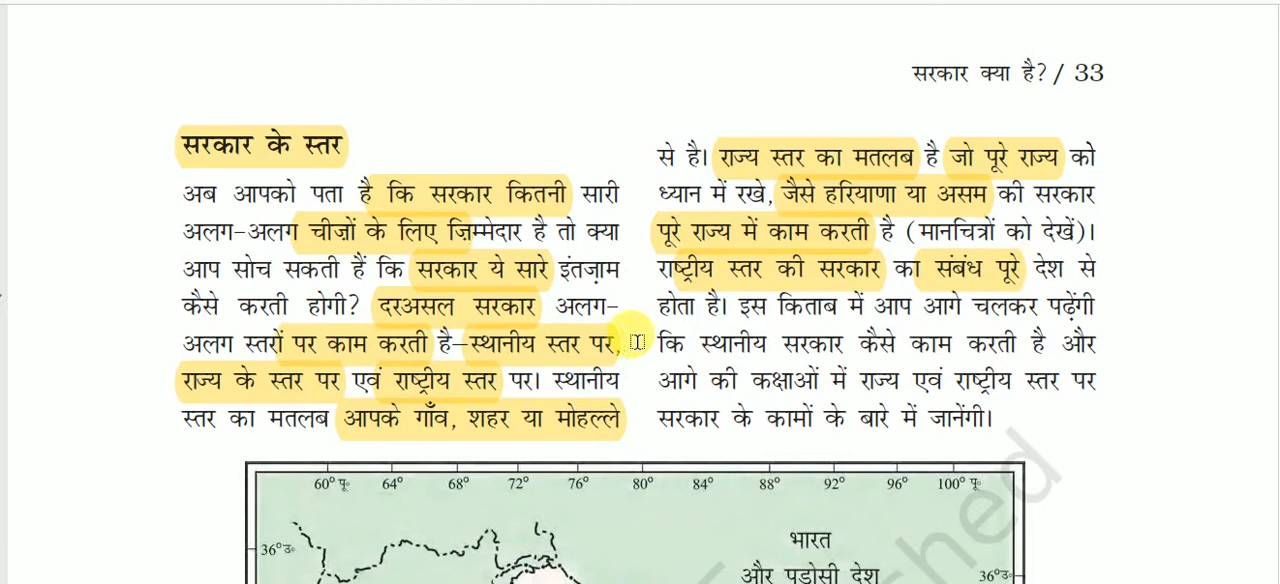 सरकार क्या है? / 33
सरकार के स्तर
अब आपको पता है कि सरकार कितनी सारी
अलग-अलग चीज़ों के लिए ज़िम्मेदार है तो क्या
आप सोच सकती हैं कि सरकार ये सारे इंतज़ाम
कैसे करती होगी? दरअसल सरकार अलग-
अलग स्तरों पर काम करती है–स्थानीय स्तर पर,
राज्य के स्तर पर एवं राष्ट्रीय स्तर पर। स्थानीय
स्तर का मतलब आपके गाँव, शहर या मोहल्ले
से है। राज्य स्तर का मतलब है जो पूरे राज्य को
ध्यान में रखे, जैसे हरियाणा या असम की सरकार
पूरे राज्य में काम करती है (मानचित्रों को देखें)।
राष्ट्रीय स्तर की सरकार का संबंध पूरे देश से
होता है। इस किताब में आप आगे चलकर पढ़ेंगी
कि स्थानीय सरकार कैसे काम करती है और
आगे की कक्षाओं में राज्य एवं राष्ट्रीय स्तर पर
सरकार के कामों के बारे में जानेंगी।
60° पू॰ 64° 68° 72° 76° 80° 84° 88° 92° 96° 100° पू॰
36°उ॰
भारत
और पड़ोसी देश
36°उ॰